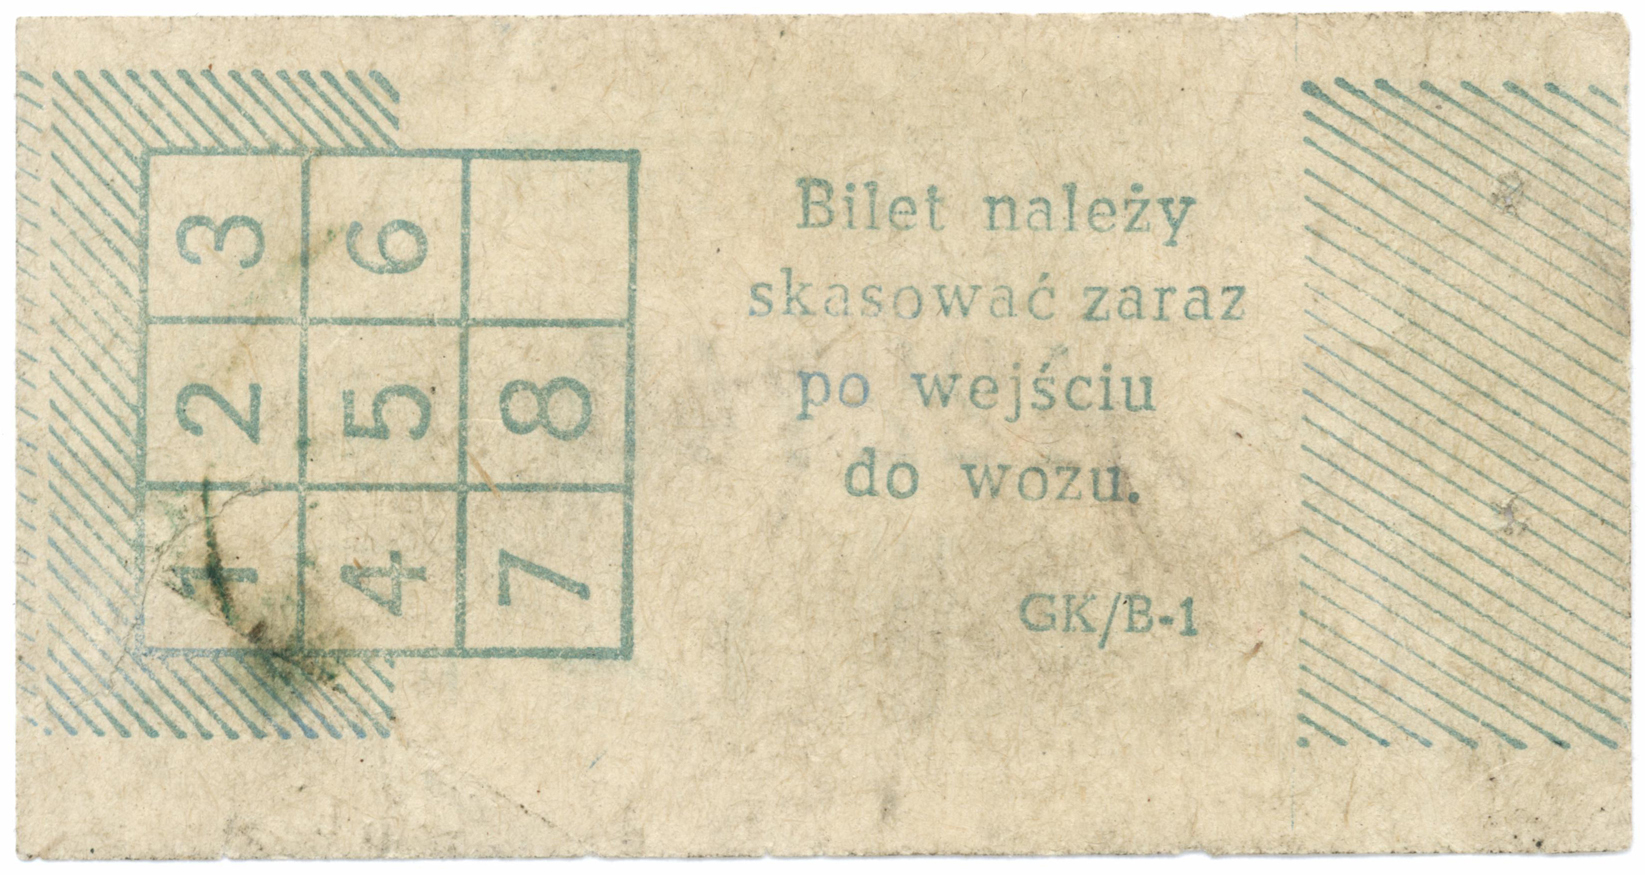 3 6
2 5 8
1 4 7
Bilet należy
skasować zaraz
po wejściu
do wozu.
GK/B-1